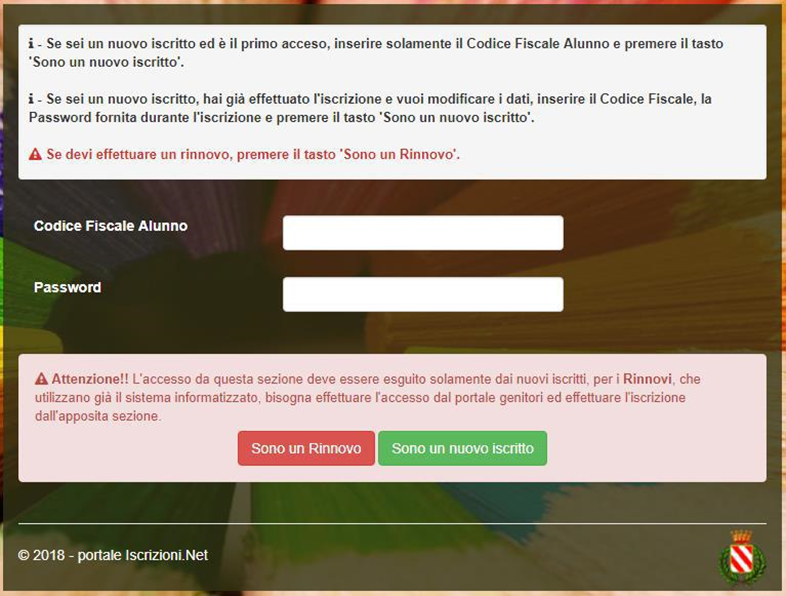 i - Se sei un nuovo iscritto ed è il primo acceso, inserire solamente il Codice Fiscale Alunno e premere il tasto
'Sono un nuovo iscritto'.
i - Se sei un nuovo iscritto, hai già effettuato l'iscrizione e vuoi modificare i dati, inserire il Codice Fiscale, la
Password fornita durante l'iscrizione e premere il tasto 'Sono un nuovo iscritto'.
Se devi effettuare un rinnovo, premere il tasto 'Sono un Rinnovo'.
Codice Fiscale Alunno
Password
Attenzione!! L'accesso da questa sezione deve essere esguito solamente dai nuovi iscritti, per i Rinnovi, che
utilizzano già il sistema informatizzato, bisogna effettuare l'accesso dal portale genitori ed effettuare l'iscrizione
dall'apposita sezione.
Sono un Rinnovo
Sono un nuovo iscritto
© 2018 - portale Iscrizioni.Net